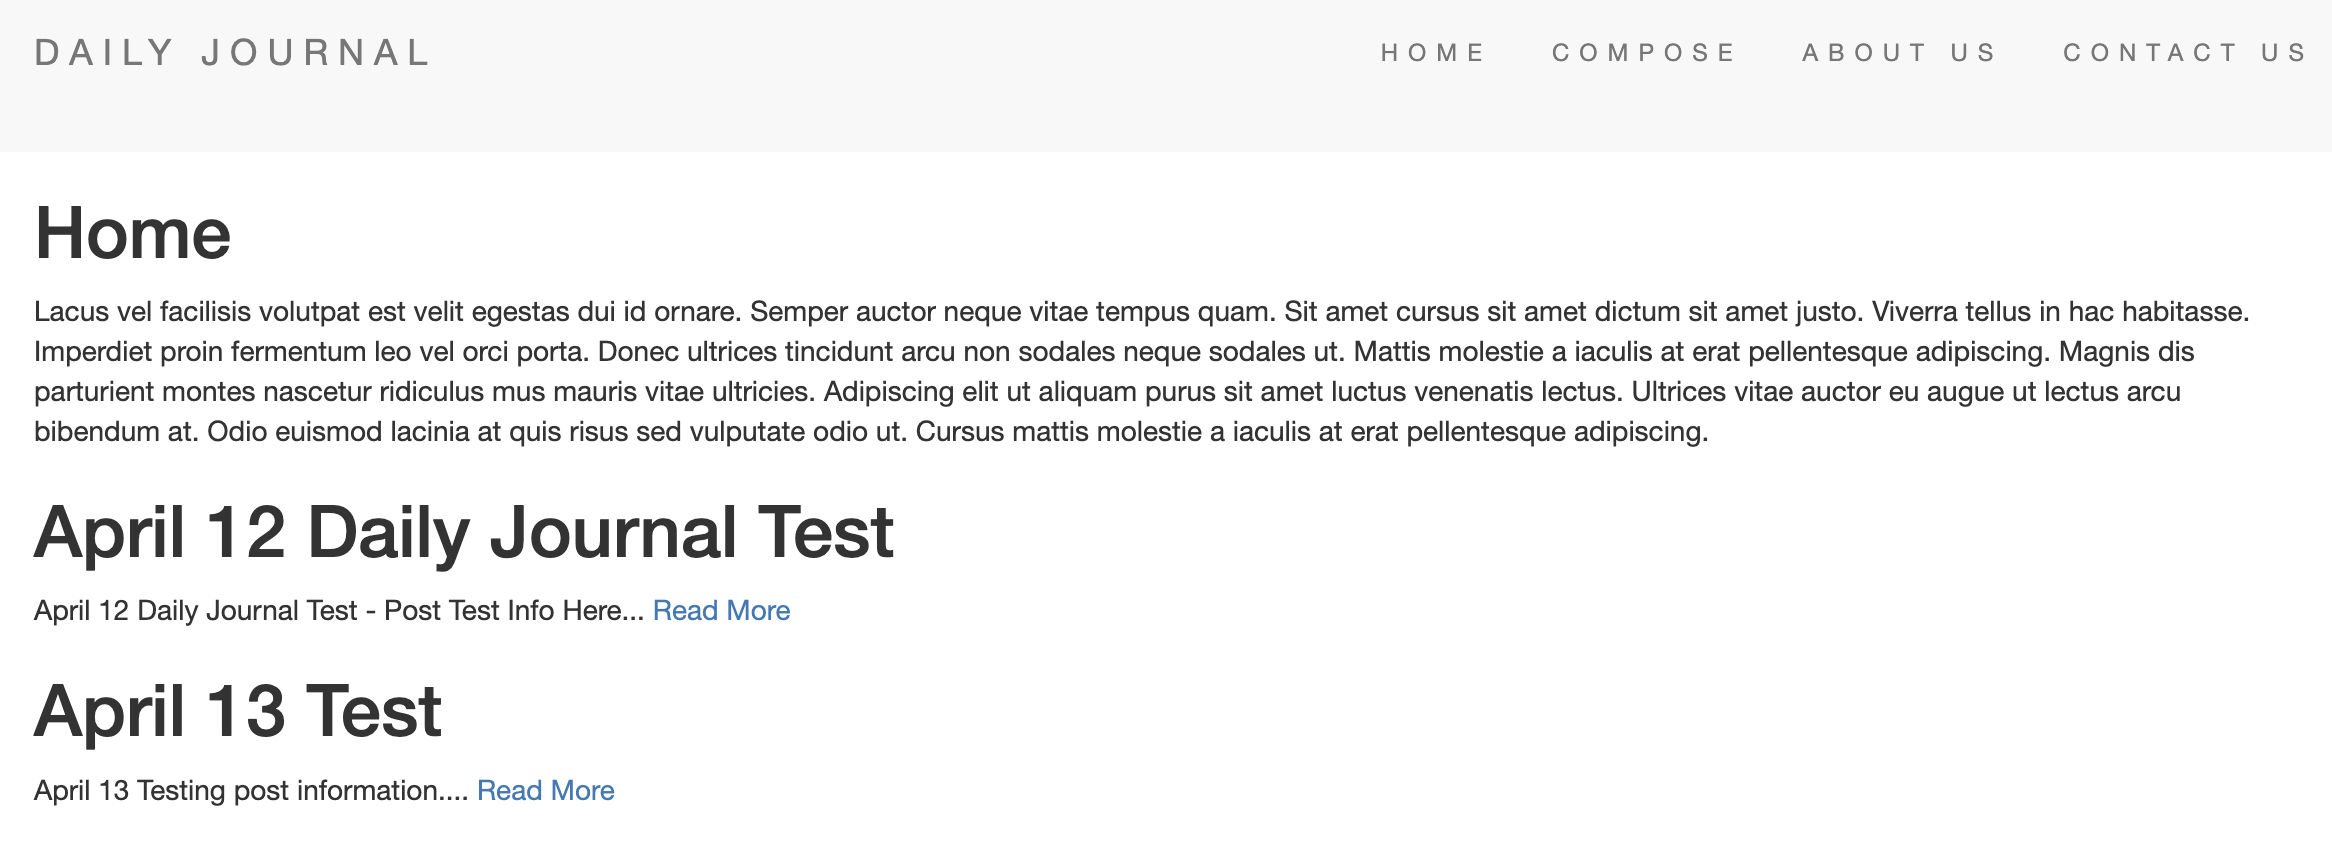 DAILY JOURNAL HOME COMPOSE ABOUT US CONTACT US
Home
Lacus vel facilisis volutpat est velit egestas dui id ornare. Semper auctor neque vitae tempus quam. Sit amet cursus sit amet dictum sit amet justo. Viverra tellus in hac habitasse.
Imperdiet proin fermentum leo vel orci porta. Donec ultrices tincidunt arcu non sodales neque sodales ut. Mattis molestie a iaculis at erat pellentesque adipiscing. Magnis dis
parturient montes nascetur ridiculus mus mauris vitae ultricies. Adipiscing elit ut aliquam purus sit amet luctus venenatis lectus. Ultrices vitae auctor eu augue ut lectus arcu
bibendum at. Odio euismod lacinia at quis risus sed vulputate odio ut. Cursus mattis molestie a iaculis at erat pellentesque adipiscing.
April 12 Daily Journal Test
April 12 Daily Journal Test - Post Test Info Here... Read More
April 13 Test
April 13 Testing post information.... Read More